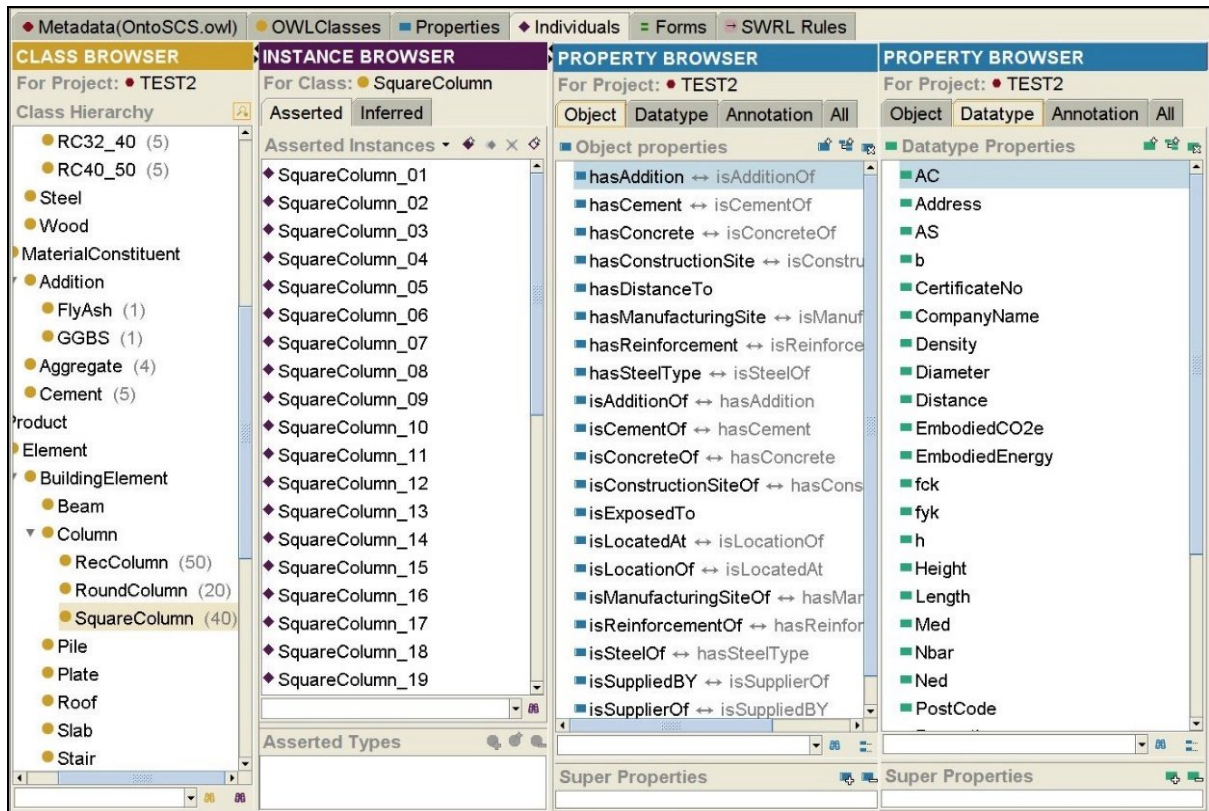 Metadata(OntoSCS.owl) OWLClasses Properties Individuals Forms SWRL Rules
CLASS BROWSER
For Project: TEST2
Class Hierarchy
RC32_40 (5)
RC40_50 (5)
Steel
Wood
MaterialConstituent
Addition
FlyAsh (1)
GGBS (1)
Aggregate (4)
Cement (5)
Product
Element
BuildingElement
Beam
Column
RecColumn (50)
RoundColumn (20)
SquareColumn (40)
Pile
Plate
Roof
Slab
Stair
INSTANCE BROWSER
For Class: SquareColumn
Asserted Inferred
Asserted Instances
SquareColumn_01
SquareColumn_02
SquareColumn_03
SquareColumn_04
SquareColumn_05
SquareColumn_06
SquareColumn_07
SquareColumn_08
SquareColumn_09
SquareColumn_10
SquareColumn_11
SquareColumn_12
SquareColumn_13
SquareColumn_14
SquareColumn_15
SquareColumn_16
SquareColumn_17
SquareColumn_18
SquareColumn_19
Asserted Types
PROPERTY BROWSER
For Project: TEST2
Object Datatype Annotation All
Object properties
hasAddition ↔ isAdditionOf
hasCement ↔ isCementOf
hasConcrete ↔ isConcreteOf
hasConstructionSite ↔ isConstru
hasDistanceTo
hasManufacturingSite ↔ isManuf
hasReinforcement ↔ isReinforce
hasSteelType ↔ isSteelOf
isAdditionOf ↔ hasAddition
isCementOf ↔ hasCement
isConcreteOf ↔ hasConcrete
isConstructionSiteOf ↔ hasCons
isExposedTo
isLocatedAt ↔ isLocationOf
isLocationOf ↔ isLocatedAt
isManufacturingSiteOf ↔ hasMar
isReinforcementOf ↔ hasReinfor
isSteelOf ↔ hasSteelType
isSuppliedBY ↔ isSupplierOf
isSupplierOf ↔ isSuppliedBY
Super Properties
PROPERTY BROWSER
For Project: TEST2
Object Datatype Annotation All
Datatype Properties
AC
Address
AS
b
CertificateNo
CompanyName
Density
Diameter
Distance
EmbodiedCO2e
EmbodiedEnergy
fck
fyk
h
Height
Length
Med
Nbar
Ned
PostCode
Super Properties